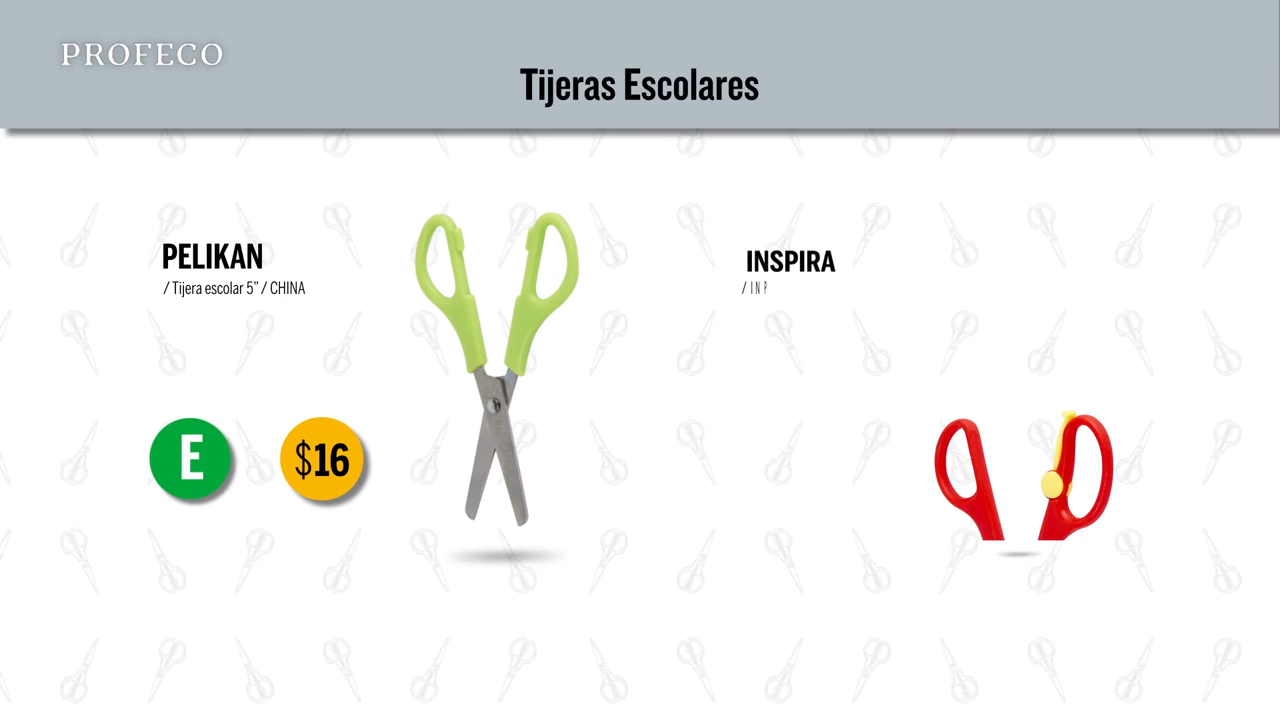 PROFECO
Tijeras Escolares
PELIKAN
/ Tijera escolar 5" / CHINA
E
$16
INSPIRA
/ I N P